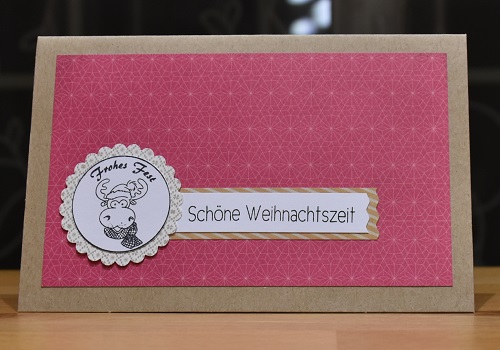 Frohes Fest
Schöne Weihnachtszeit